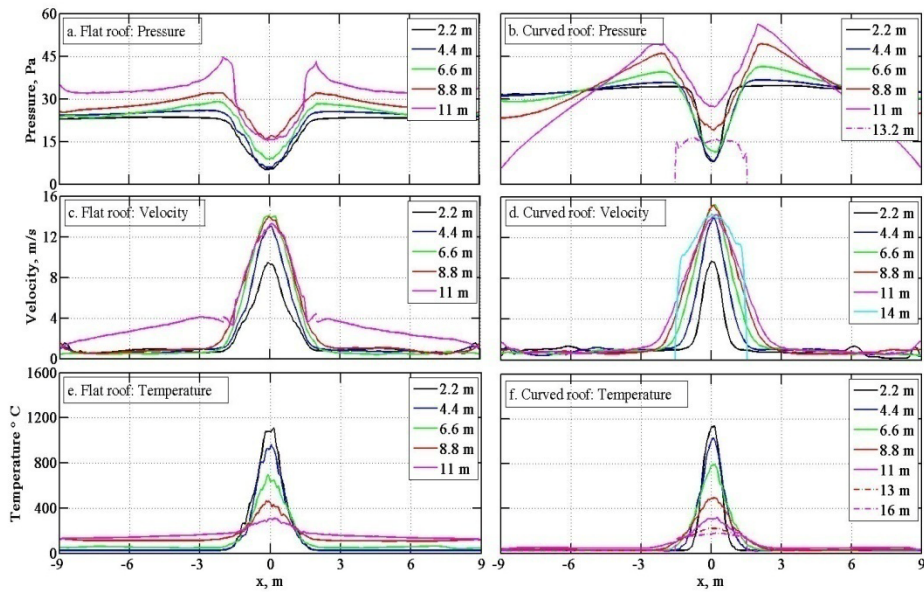 60
45
30
15
0
Pressure, Pa
a. Flat roof: Pressure
2.2 m
4.4 m
6.6 m
8.8 m
11 m
b. Curved roof: Pressure
2.2 m
4.4 m
6.6 m
8.8 m
11 m
13.2 m
16
12
8
4
0
Velocity, m/s
c. Flat roof: Velocity
2.2 m
4.4 m
6.6 m
8.8 m
11 m
d. Curved roof: Velocity
2.2 m
4.4 m
6.6 m
8.8 m
11 m
14 m
1600
1200
800
400
0
Temperature ° C
e. Flat roof: Temperature
2.2 m
4.4 m
6.6 m
8.8 m
11 m
f. Curved roof: Temperature
2.2 m
4.4 m
6.6 m
8.8 m
11 m
13 m
16 m
-9 -6 -3 0 3 6 9
x, m
-9 -6 -3 0 3 6 9
x, m